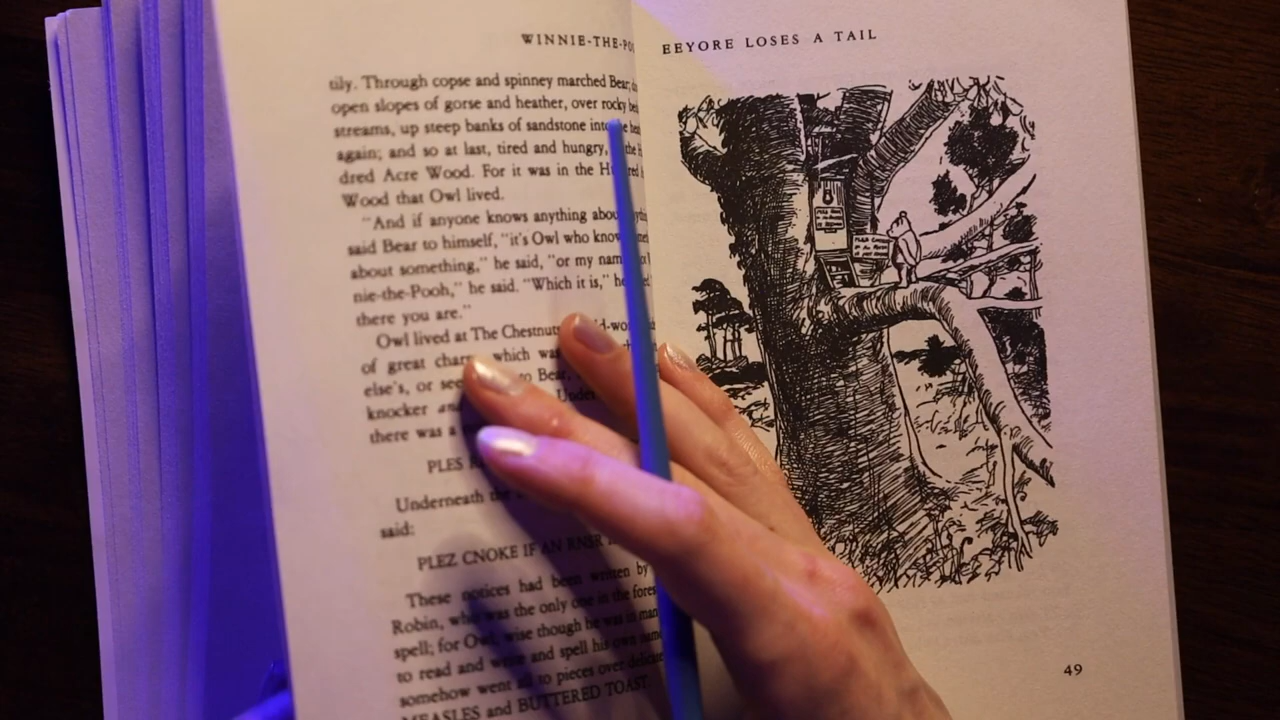 WINNIE-THE-PO
tily. Through copse and spinney marched Bear;
open slopes of gorse and heather, over rocky
streams, up steep banks of sandstone into
again; and so at last, tired and hungry,
dred Acre Wood. For it was in the
Wood that Owl lived.
"And if anyone knows anything about
said Bear to himself, "it's Owl who
about something," he said, "or my
nie-the-Pooh," he said. "Which it is,"
there you are."
Owl lived at The Chestnuts,
of great charm, which was
else's, or to Bear,
knocker and
there was a
PLES
Underneath the
said:
PLEZ CNOKE IF AN RNSR
These notices had been written by
Robin, who was the only one in the
spell; for Owl, wise though he was in
to read and write and spell his own
somehow went all to pieces over
MEASLES and BUTTERED TOAST.
EEYORE LOSES A TAIL
49